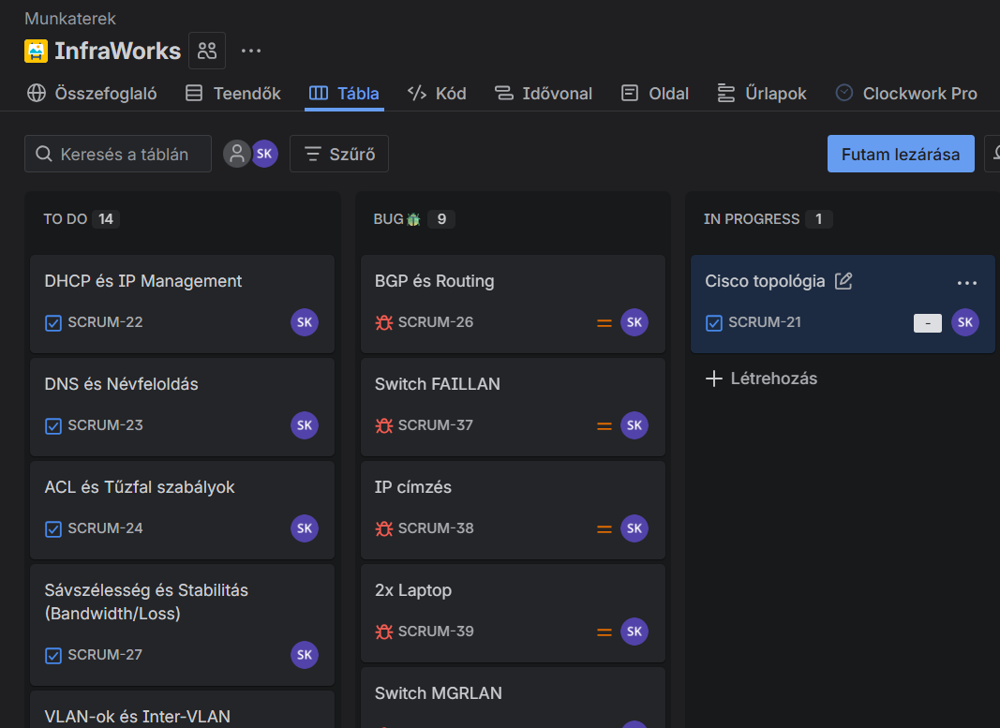 Munkaterek
InfraWorks
Összefoglaló Teendők Tábla Kód Idővonal Oldal Űrlapok Clockwork Pro
Keresés a táblán SK Szűrő Futam lezárása
TO DO 14
DHCP és IP Management
SCRUM-22 SK
DNS és Névfeloldás
SCRUM-23 SK
ACL és Tűzfal szabályok
SCRUM-24 SK
Sávszélesség és Stabilitás
(Bandwidth/Loss)
SCRUM-27 SK
VLAN-ok és Inter-VLAN
BUG 9
BGP és Routing
SCRUM-26 SK
Switch FAILLAN
SCRUM-37 SK
IP címzés
SCRUM-38 SK
2x Laptop
SCRUM-39 SK
Switch MGRLAN
IN PROGRESS 1
Cisco topológia
SCRUM-21 - SK
Létrehozás